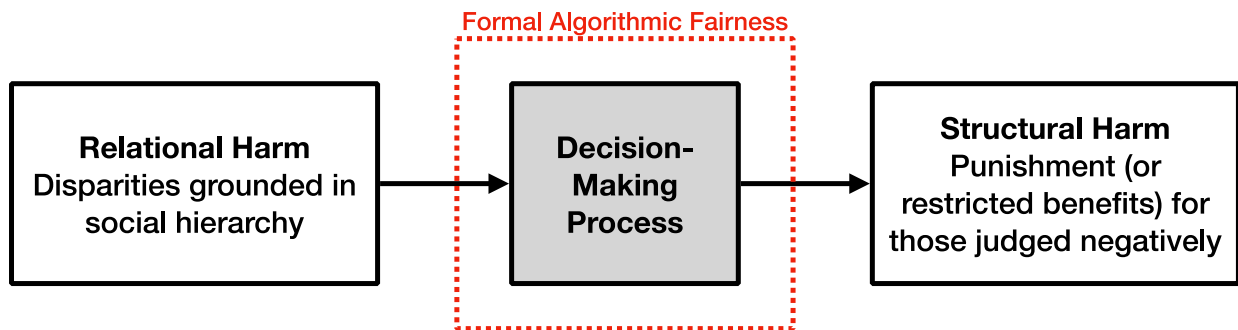 Formal Algorithmic Fairness
Relational Harm
Disparities grounded in
social hierarchy
Decision-
Making
Process
Structural Harm
Punishment (or
restricted benefits) for
those judged negatively